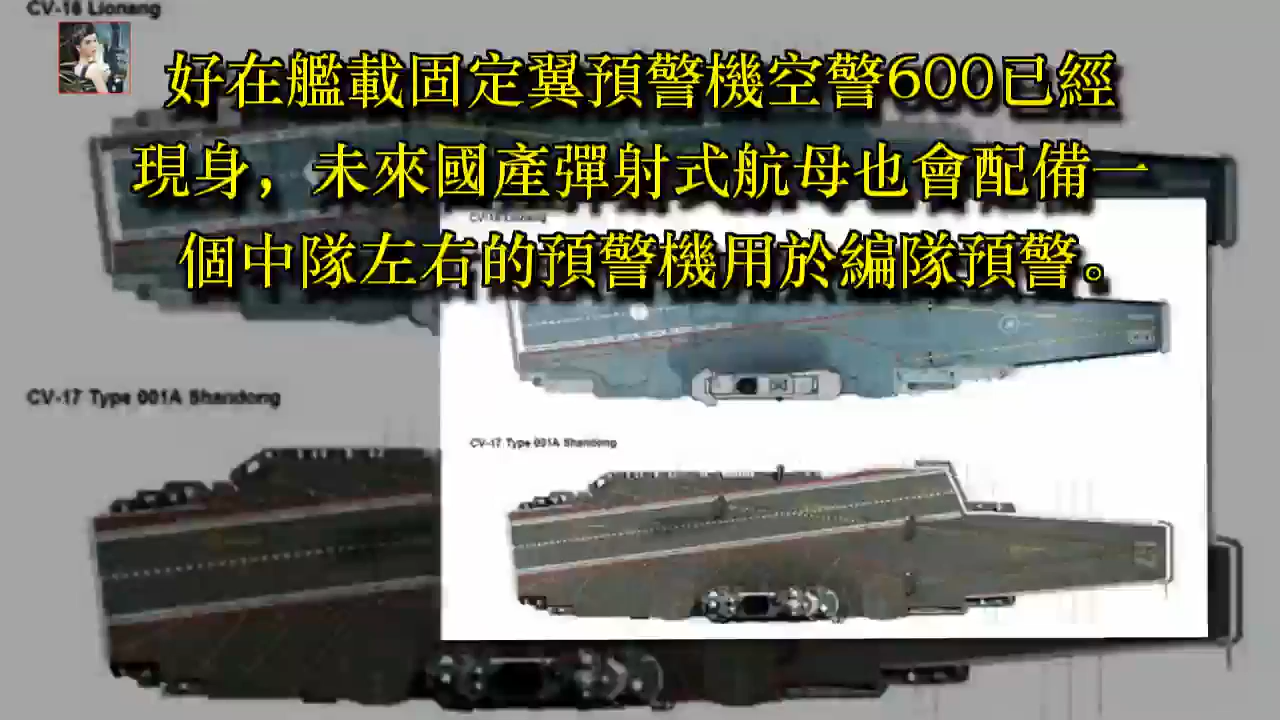 CV-16 Lionang
好在艦載固定翼預警機空警600已經
現身，未來國產彈射式航母也會配備一
個中隊左右的預警機用於編隊預警。
CV-17 Type 001A Shandong
CV-17 Type 001A Shandong
17